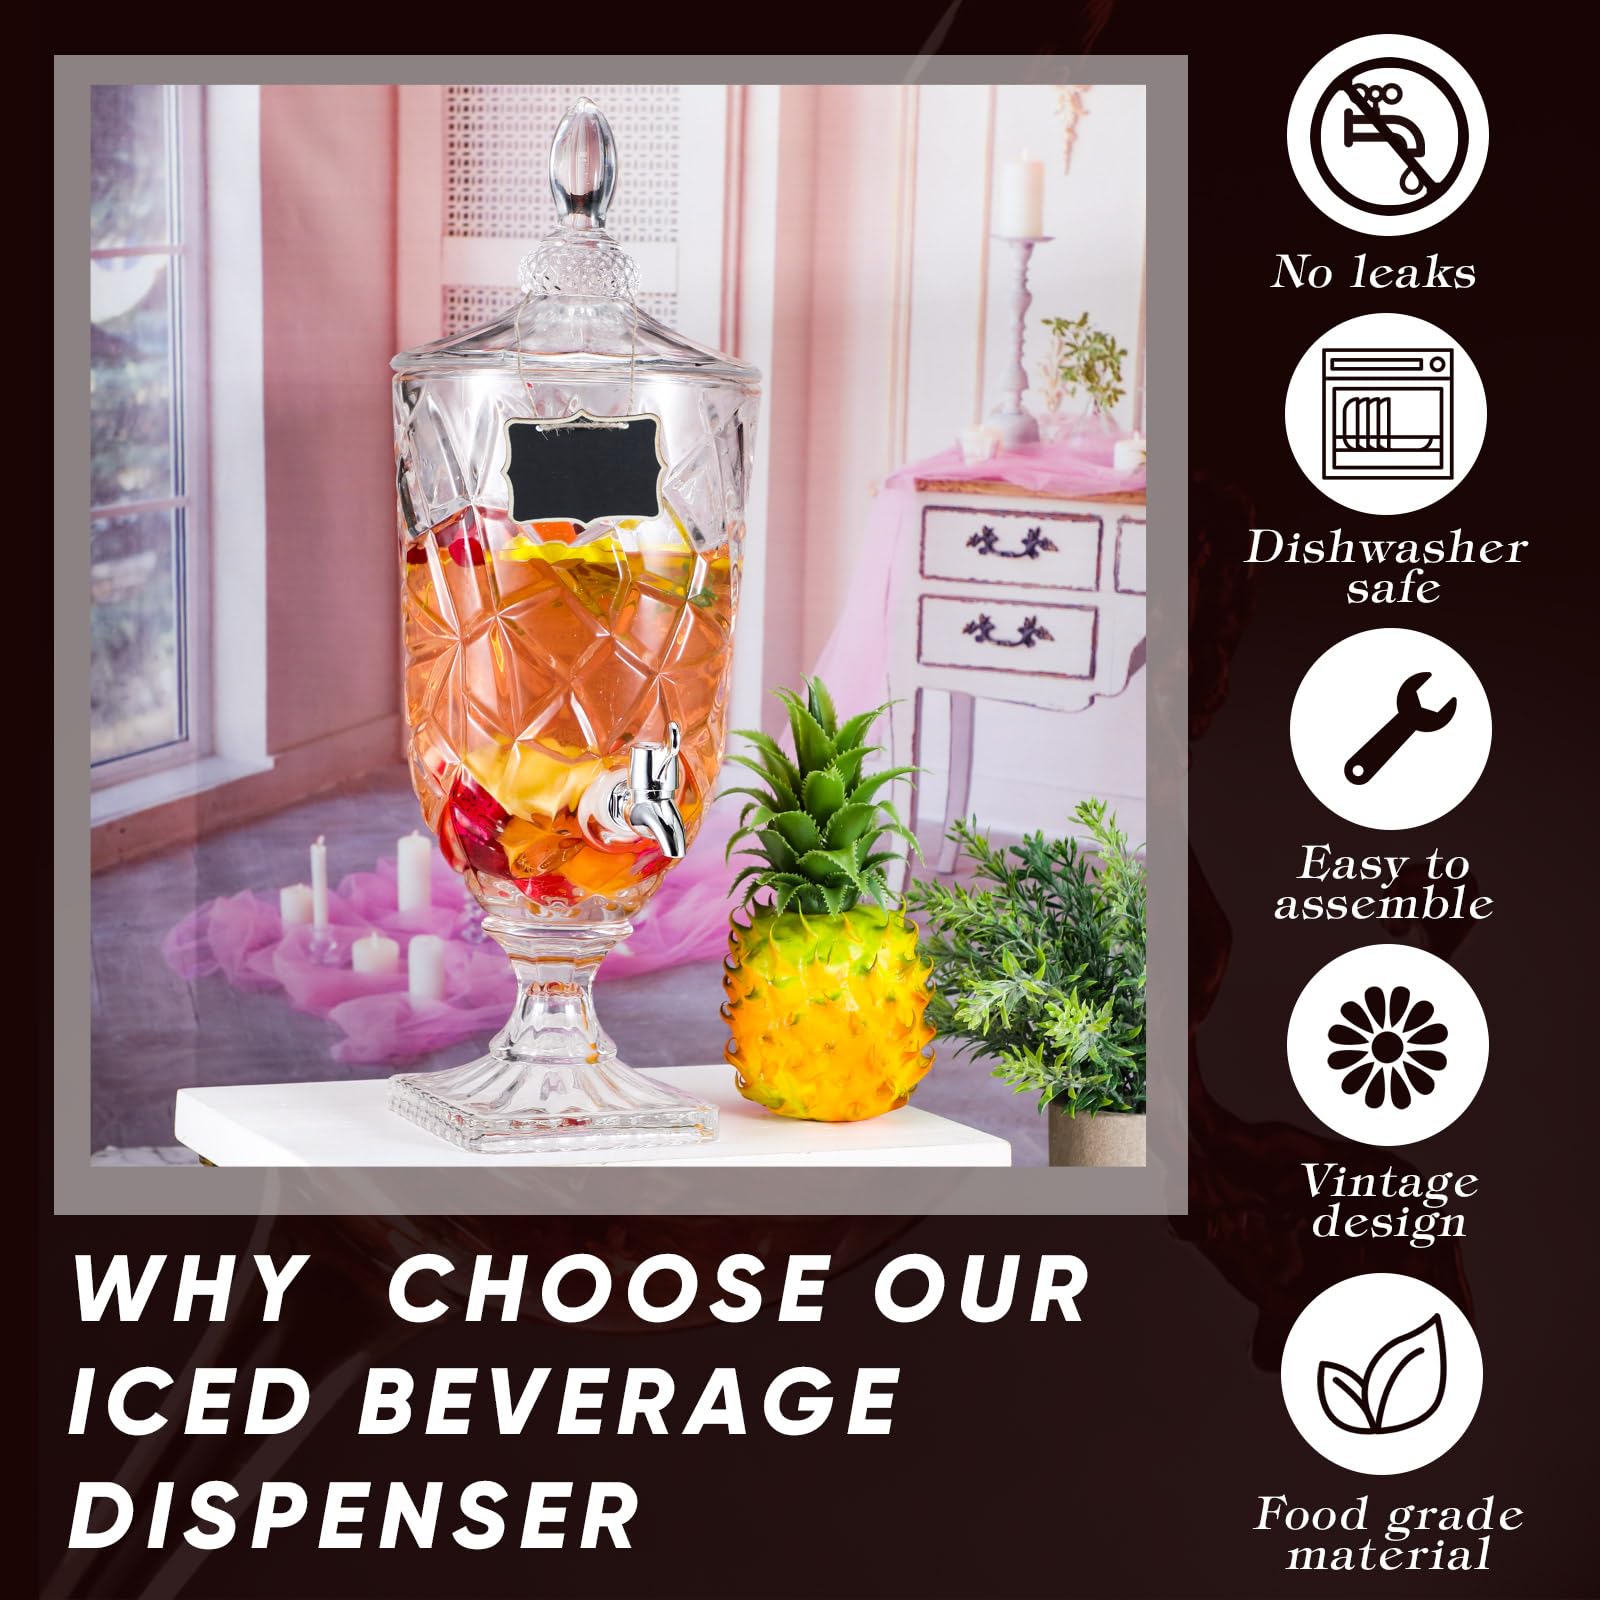 No leaks
Dishwasher
safe
Easy to
assemble
Vintage
design
Food grade
material
WHY CHOOSE OUR
ICED BEVERAGE
DISPENSER